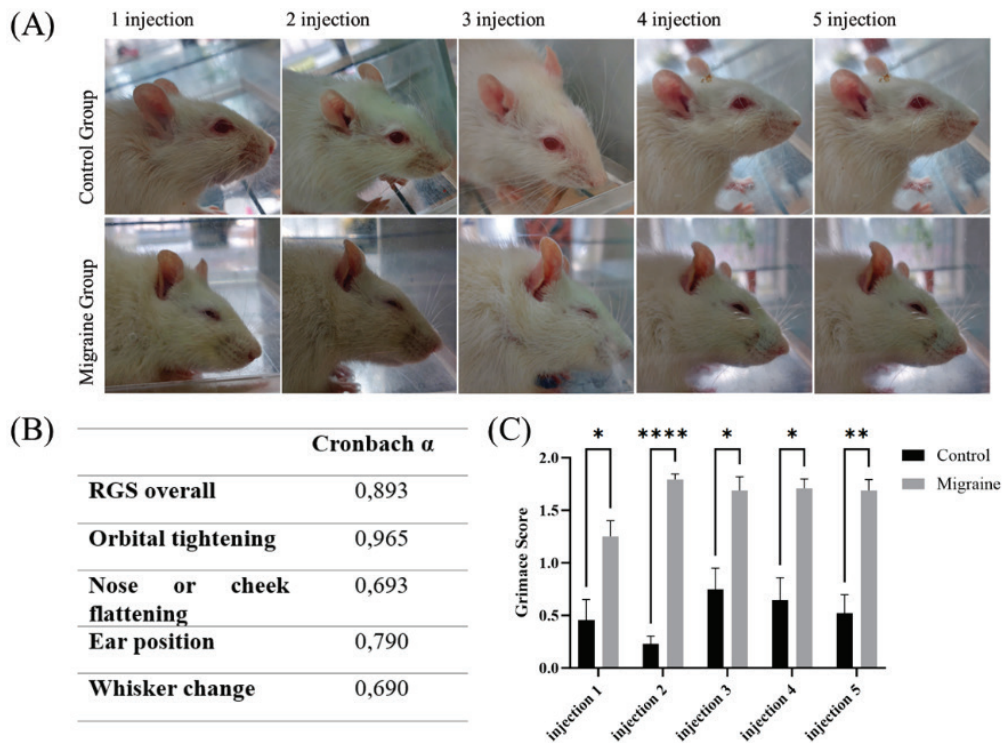 (A)
1 injection 2 injection 3 injection 4 injection 5 injection
Control Group
Migraine Group
(B)
Cronbach α
RGS overall 0,893
Orbital tightening 0,965
Nose or cheek
flattening 0,693
Ear position 0,790
Whisker change 0,690
(C)
* **** * * **
Control
Migraine
Grimace Score
2.0
1.5
1.0
0.5
0.0
injection 1 injection 2 injection 3 injection 4 injection 5